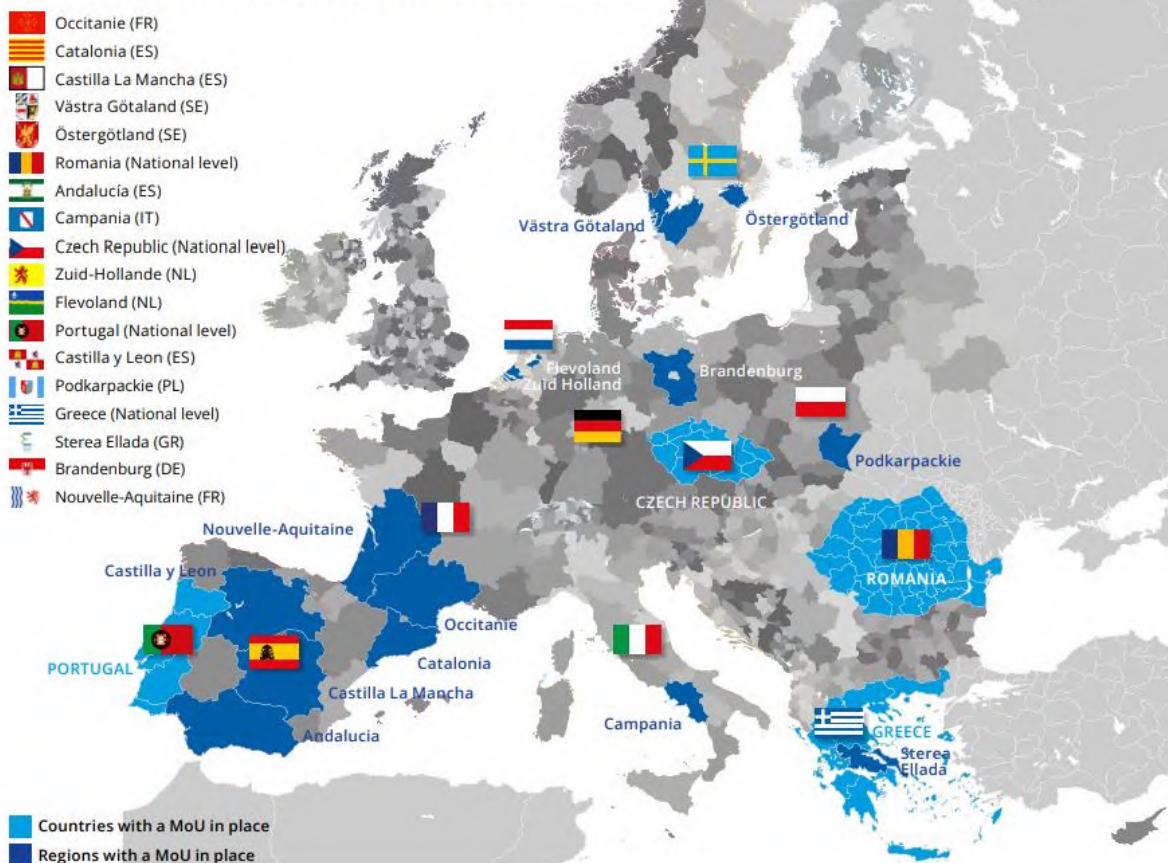 Occitanie (FR)
Catalonia (ES)
Castilla La Mancha (ES)
Västra Götaland (SE)
Östergötland (SE)
Romania (National level)
Andalucía (ES)
Campania (IT)
Czech Republic (National level)
Zuid-Hollande (NL)
Flevoland (NL)
Portugal (National level)
Castilla y Leon (ES)
Podkarpackie (PL)
Greece (National level)
Sterea Ellada (GR)
Brandenburg (DE)
Nouvelle-Aquitaine (FR)
Västra Götaland
Östergötland
Flevoland
Zuid Holland
Brandenburg
Podkarpackie
CZECH REPUBLIC
Nouvelle-Aquitaine
Castilla y Leon
ROMANIA
Occitanie
PORTUGAL
Catalonia
Castilla La Mancha
Andalucia
Campania
GREECE
Sterea
Ellada
Countries with a MoU in place
Regions with a MoU in place